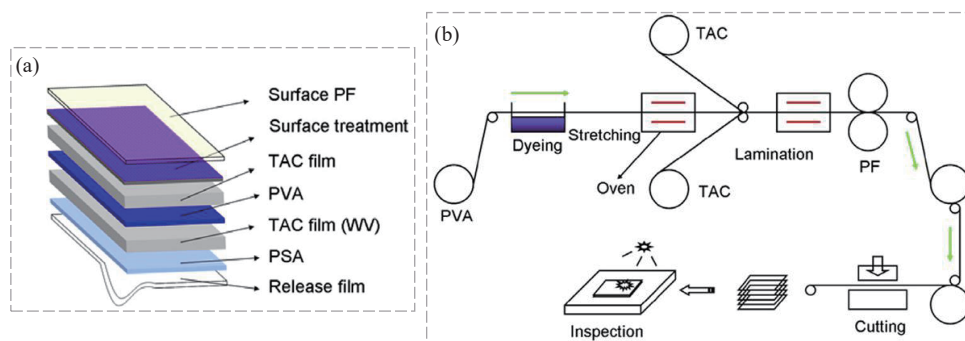 (a)
Surface PF
Surface treatment
TAC film
PVA
TAC film (WV)
PSA
Release film
(b)
TAC
Dyeing
Stretching
Lamination
PF
Oven
TAC
PVA
Inspection
Cutting